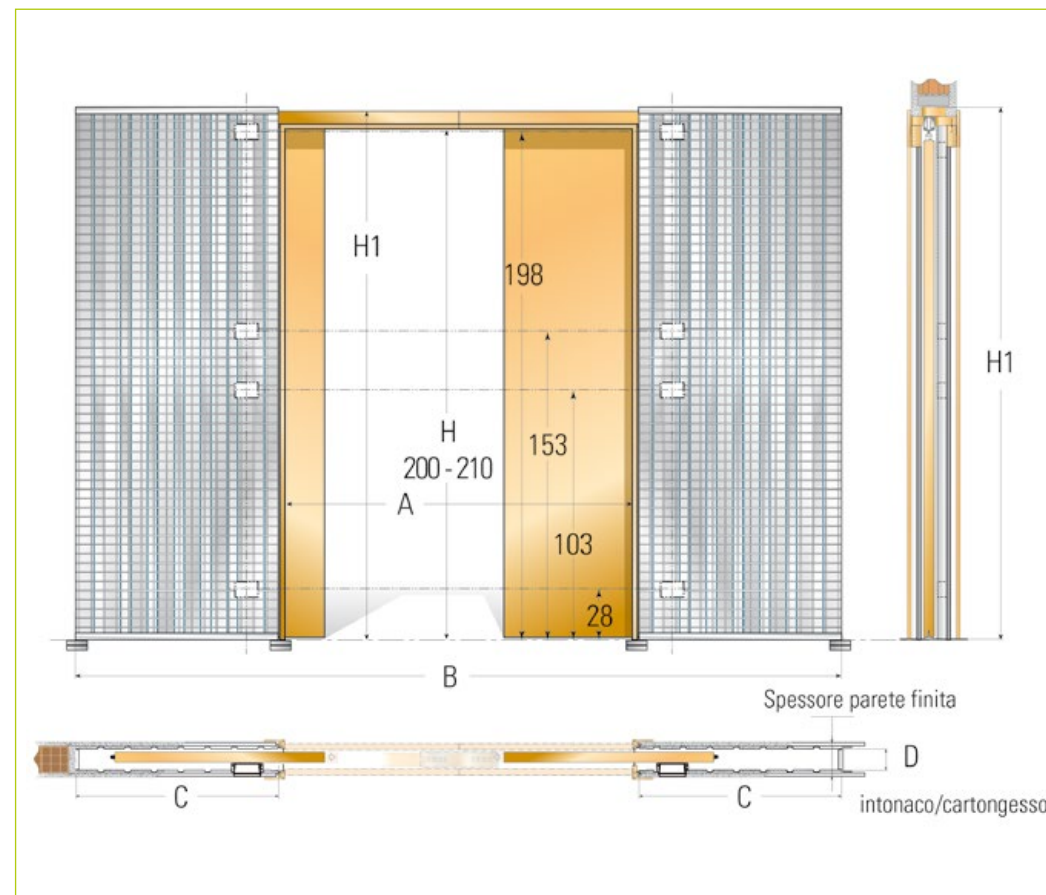 H1
198
H1
153
H
200 - 210
A
103
28
B
Spessore parete finita
D
C
C
intonaco/cartongesso